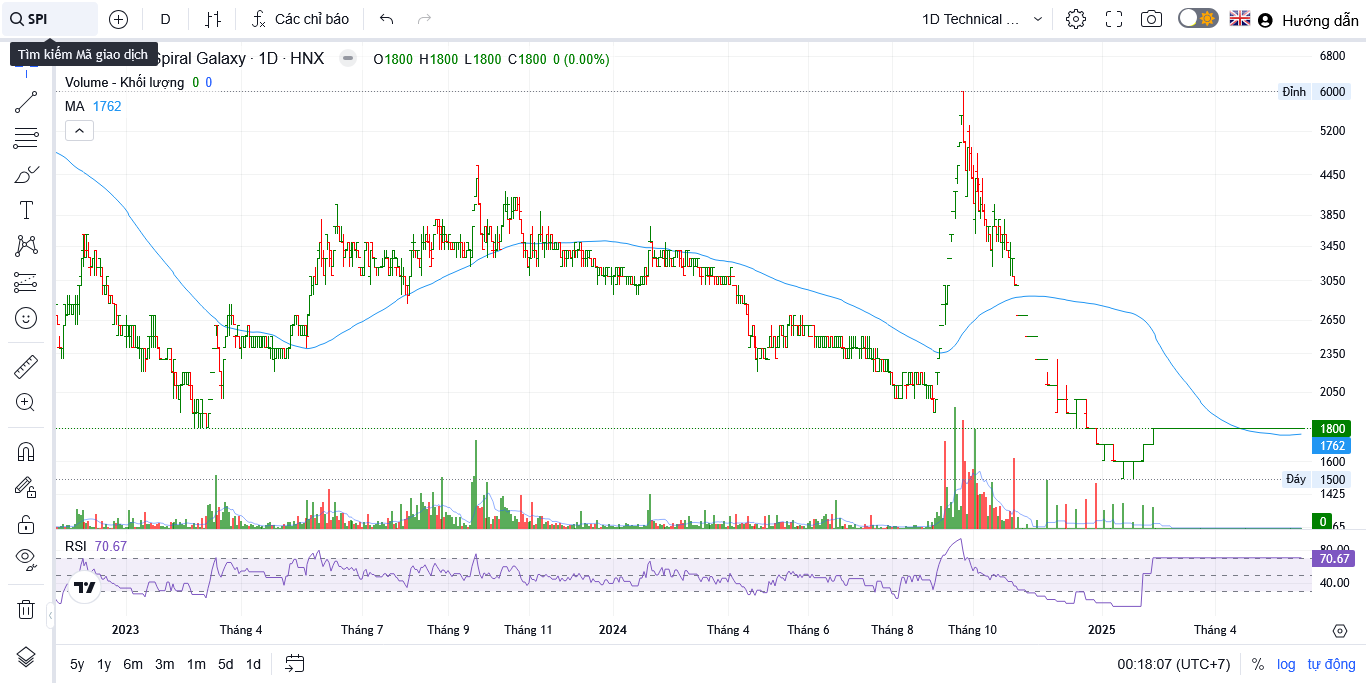 SPI D Các chỉ báo 1D Technical ... Hướng dẫn
Tìm kiếm Mã giao dịch
Spiral Galaxy · 1D · HNX O1800 H1800 L1800 C1800 0 (0.00%)
Volume - Khối lượng 0 0
MA 1762
6800
Đỉnh 6000
5200
4450
3850
3450
3050
2650
2350
2050
1800
1762
1600
Đáy 1500
1425
0
65
RSI 70.67
80.00
70.67
40.00
2023 Tháng 4 Tháng 7 Tháng 9 Tháng 11 2024 Tháng 4 Tháng 6 Tháng 8 Tháng 10 2025 Tháng 4
5y 1y 6m 3m 1m 5d 1d 00:18:07 (UTC+7) % log tự động